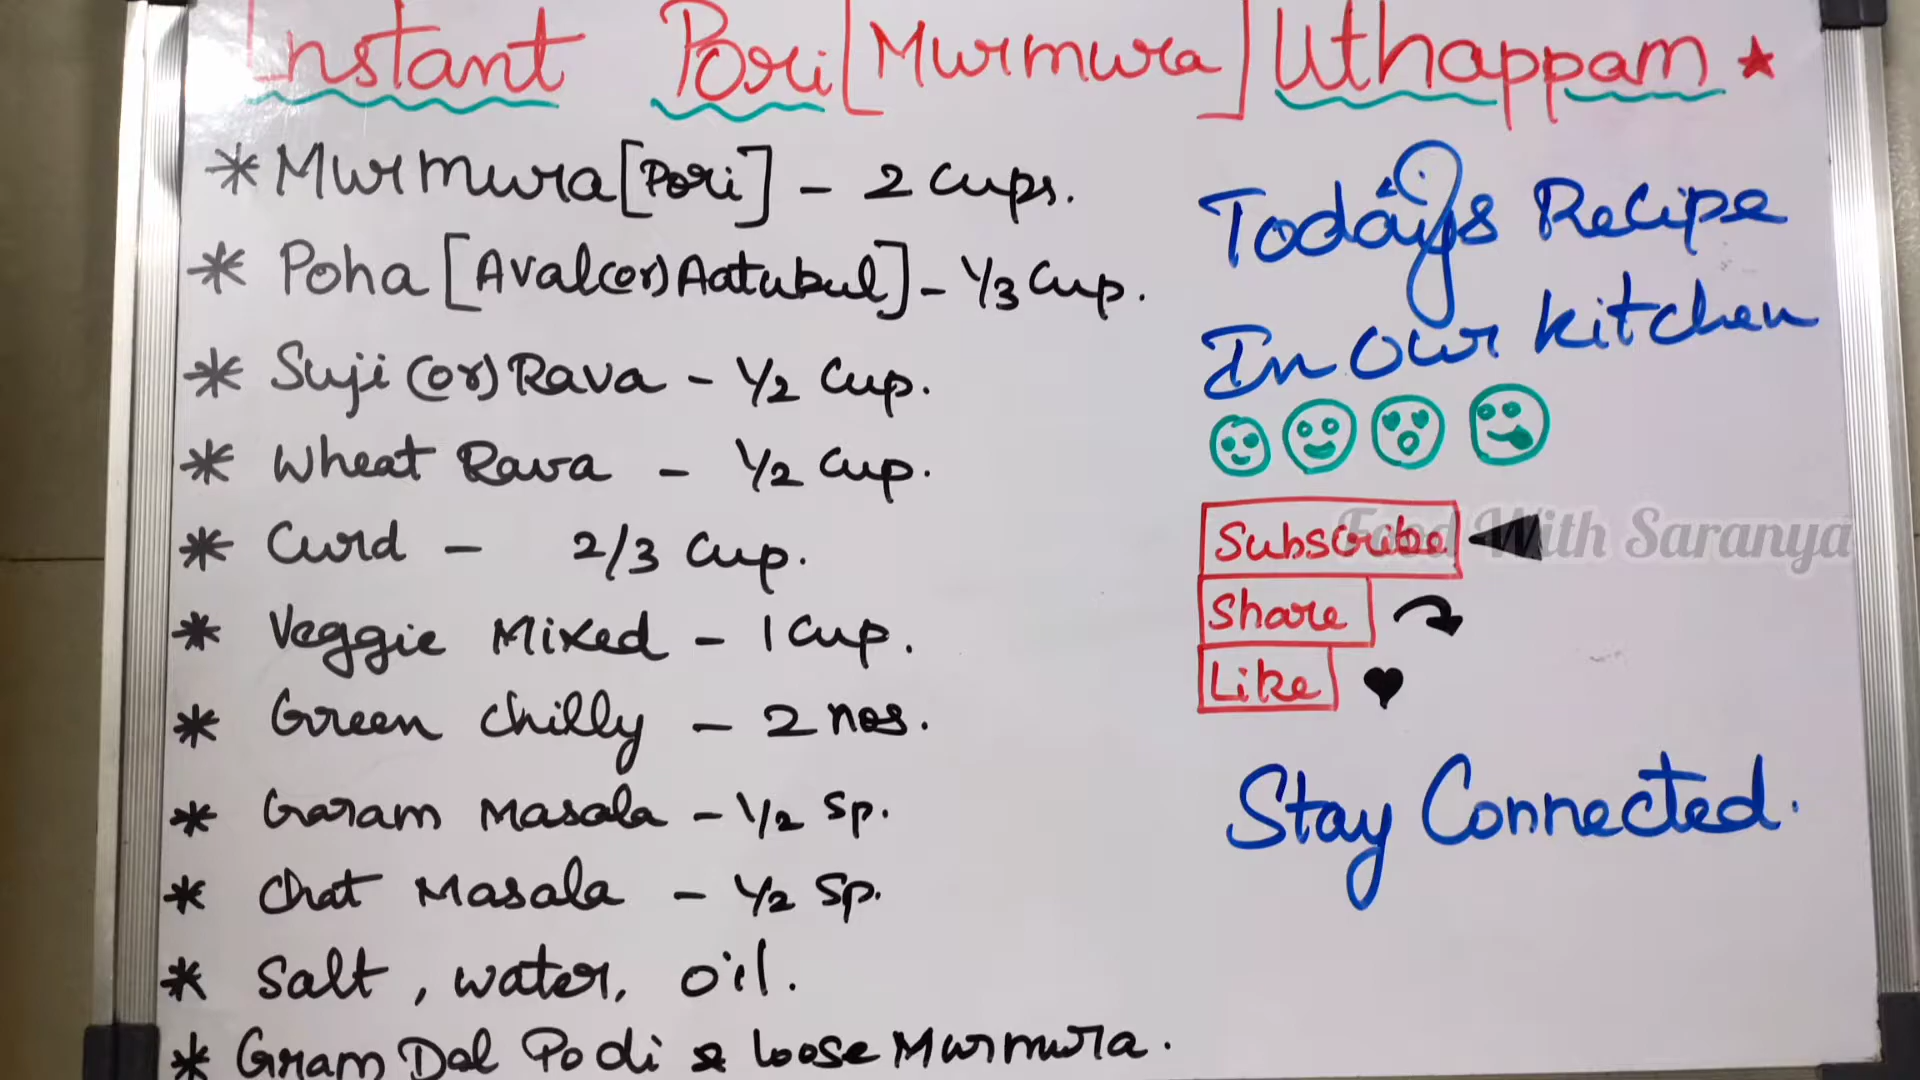 Instant Pori [Murmura] Uthappam
* Murmura [Pori] - 2 cups.
* Poha [Aval (or) Aatubul] - 1/3 cup.
* Suji (or) Rava - 1/2 cup.
* Wheat Rava - 1/2 cup.
* Curd - 2/3 cup.
* Veggie Mixed - 1 cup.
* Green Chilly - 2 nos.
* Garam Masala - 1/2 sp.
* Chat Masala - 1/2 sp.
* Salt, water, oil.
* Gram Dal Podi & loose Murmura.
Today's Recipe
In Our Kitchen
Subscribe
Food With Saranya
Share
Like
Stay Connected.